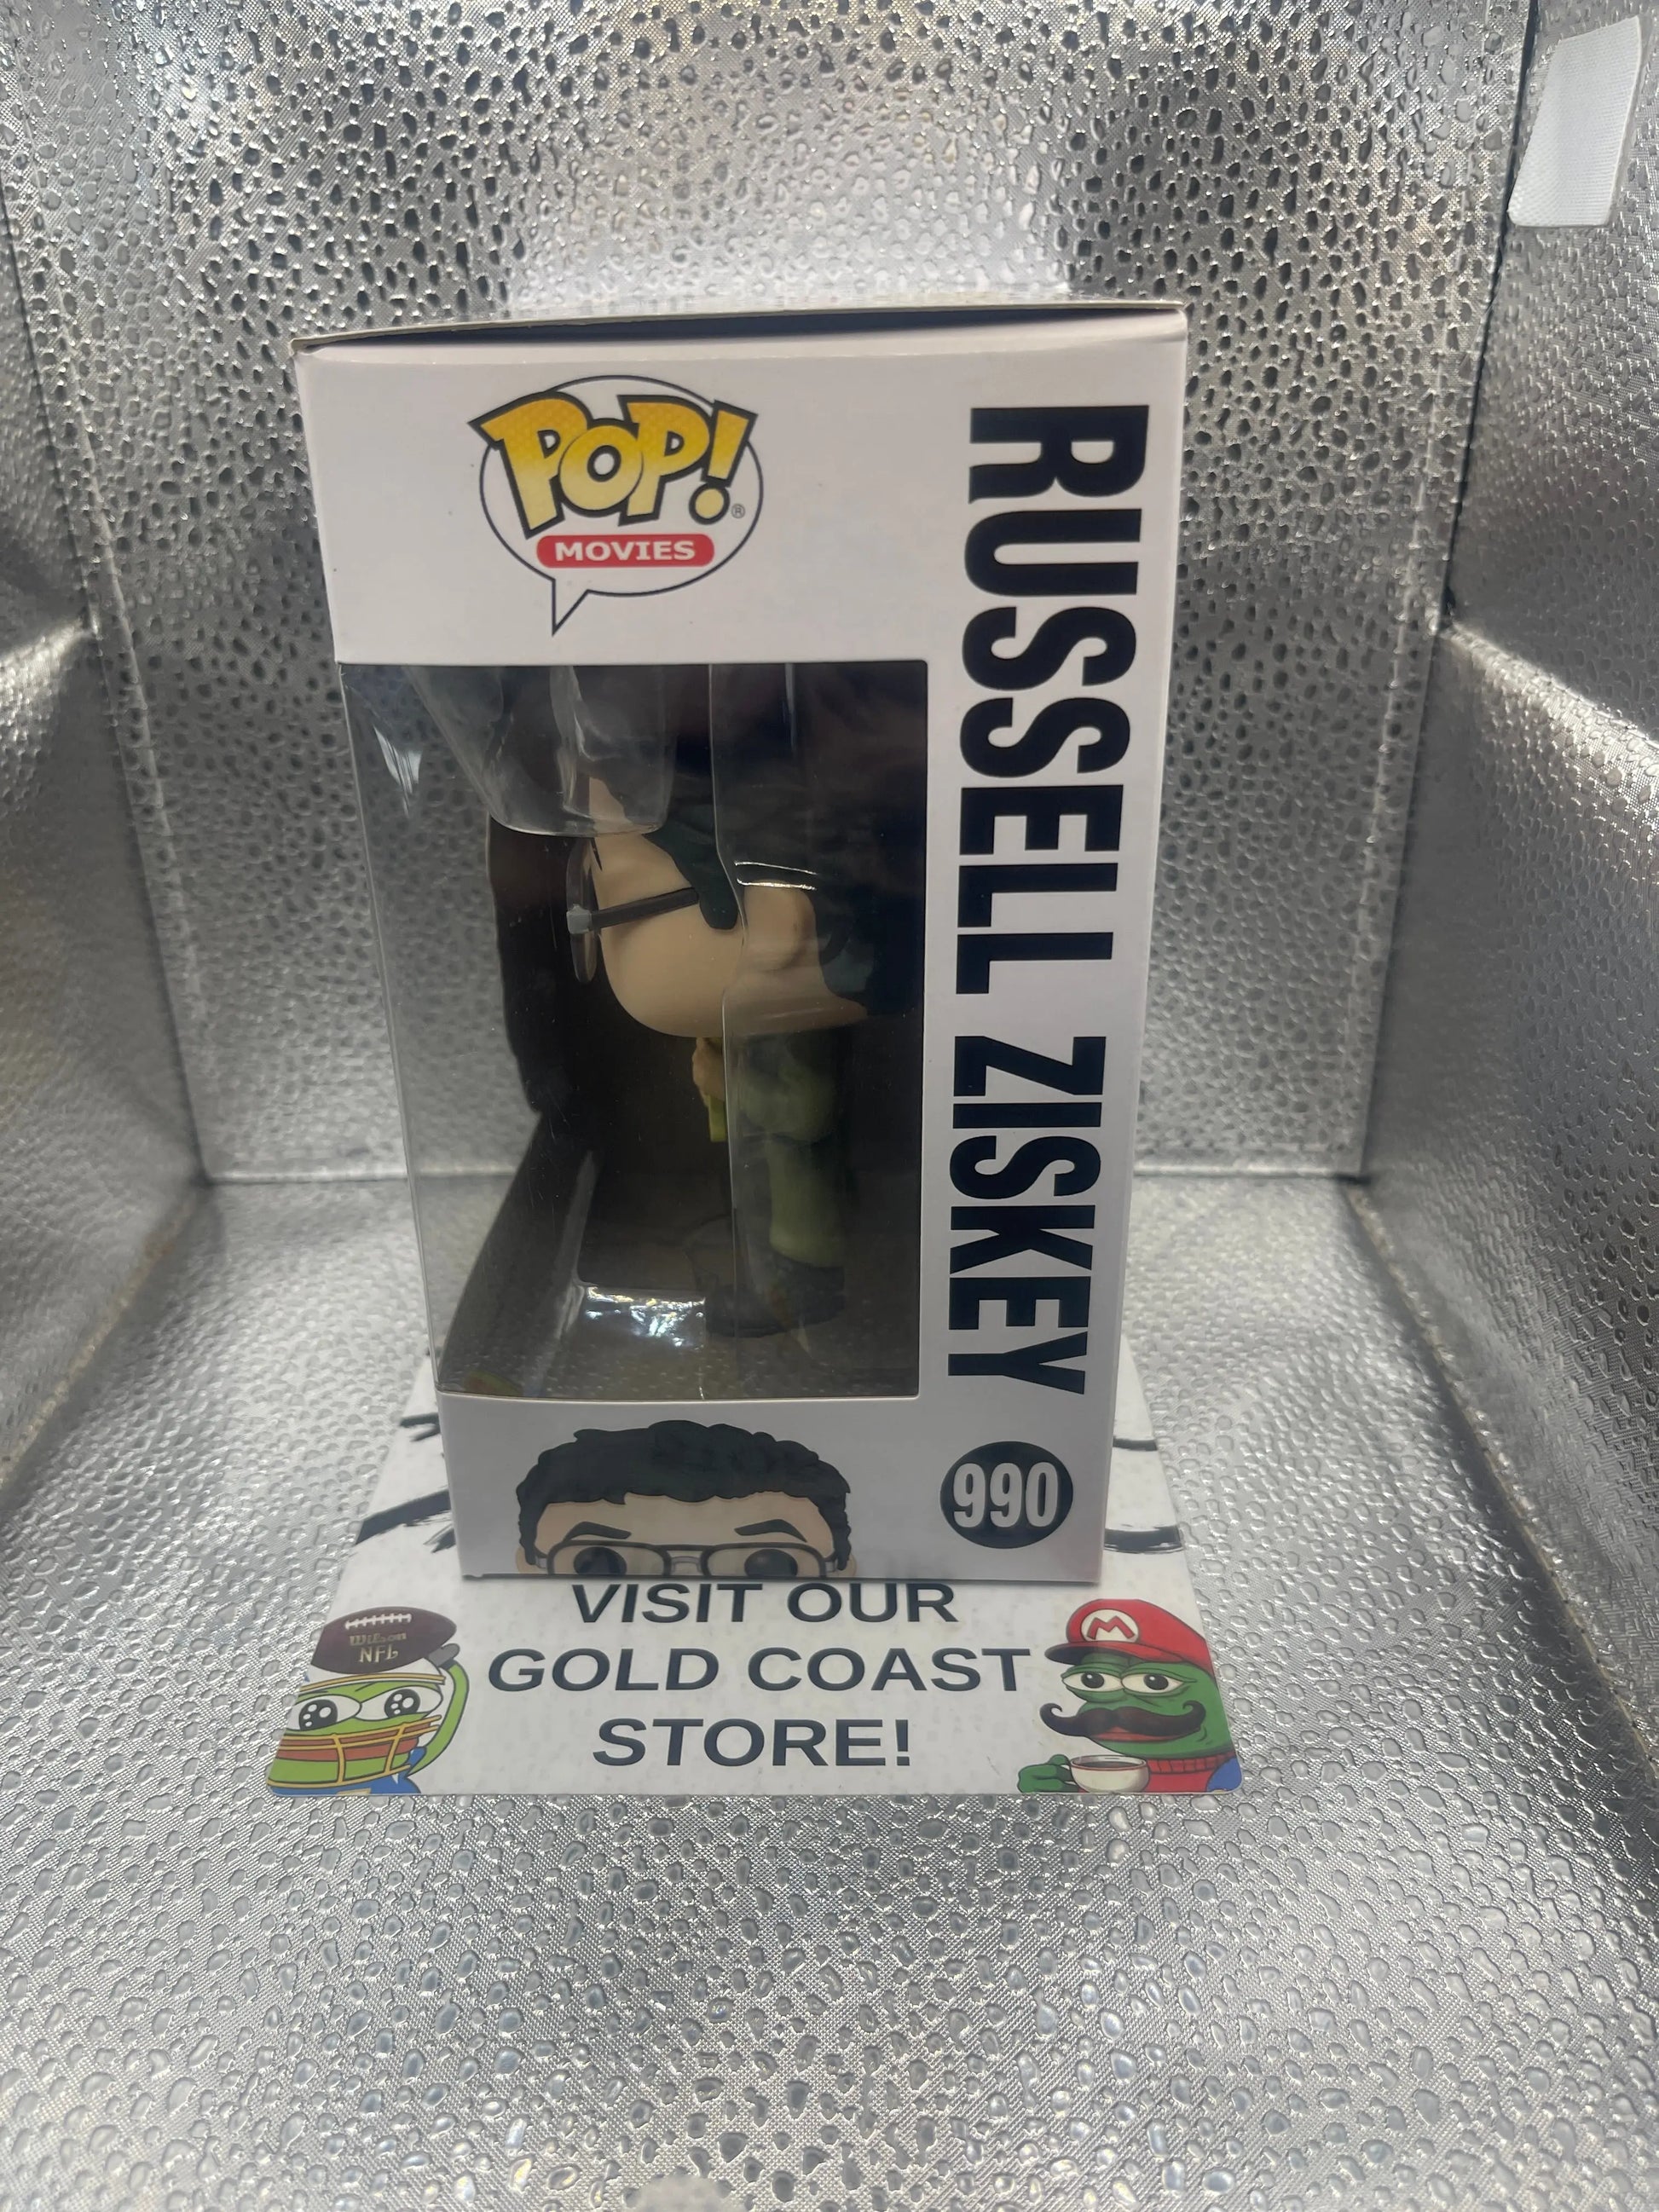 POP!®
MOVIES
RUSSELL ZISKEY
990
VISIT OUR
GOLD COAST
STORE!
Wilson
NFL
M